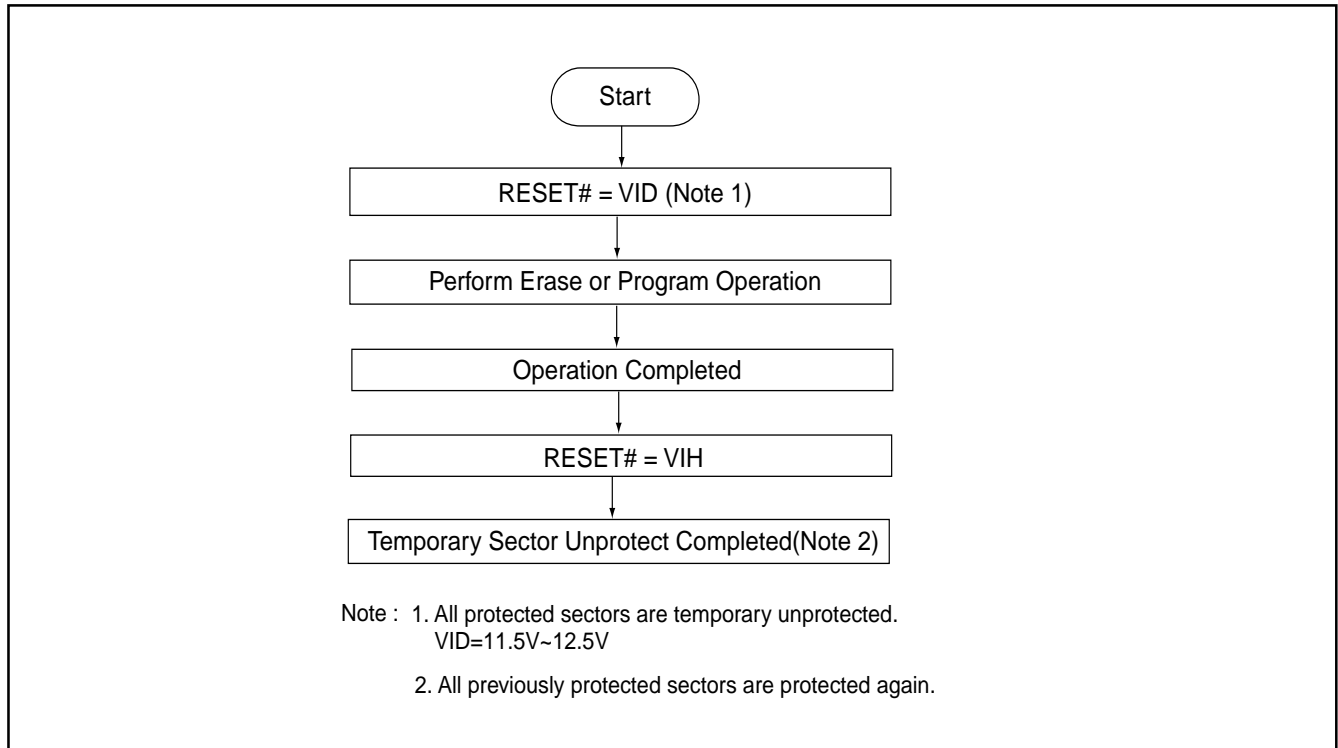 Start
RESET# = VID (Note 1)
Perform Erase or Program Operation
Operation Completed
RESET# = VIH
Temporary Sector Unprotect Completed(Note 2)
Note : 1. All protected sectors are temporary unprotected.
VID=11.5V~12.5V
2. All previously protected sectors are protected again.